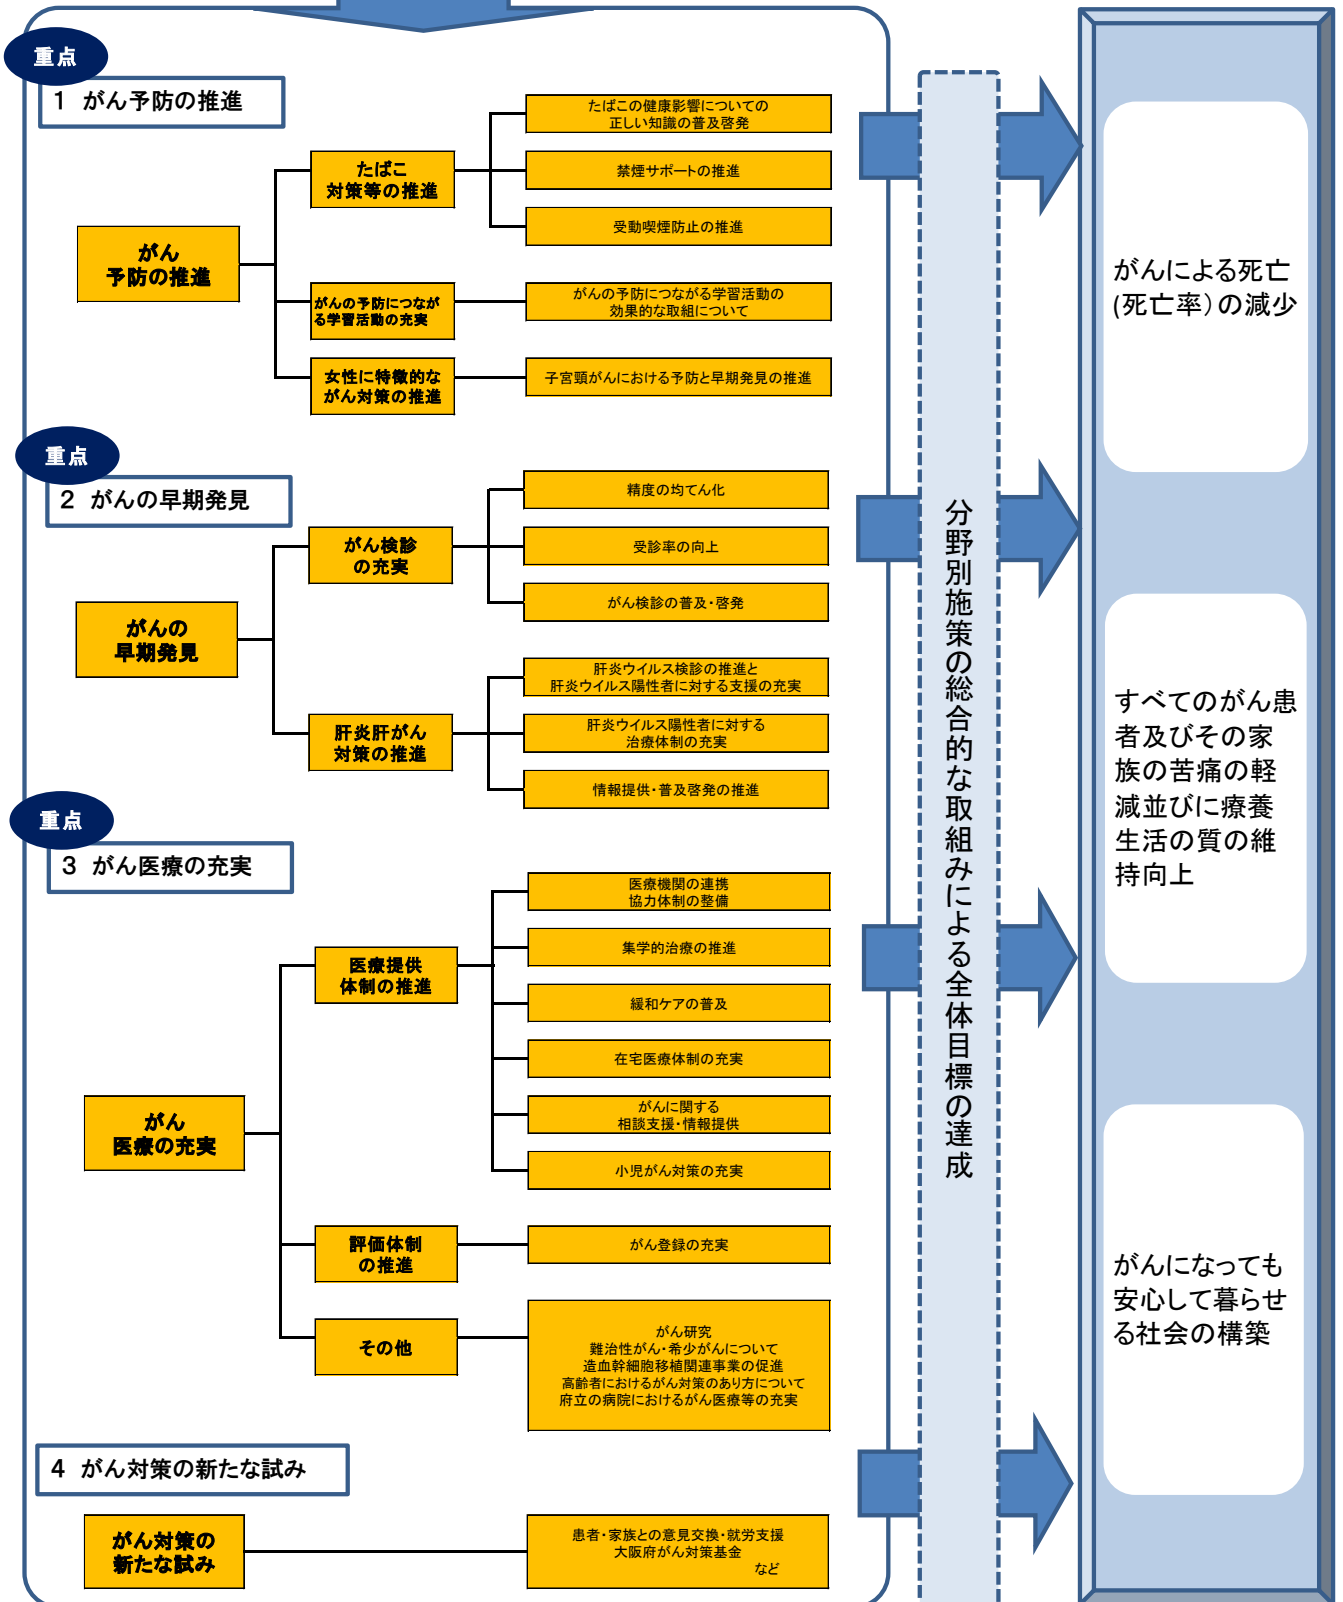 重点
1 がん予防の推進
がん
予防の推進
たばこ
対策等の推進
たばこの健康影響についての
正しい知識の普及啓発
禁煙サポートの推進
受動喫煙防止の推進
がんの予防につなが
る学習活動の充実
がんの予防につながる学習活動の
効果的な取組について
女性に特徴的な
がん対策の推進
子宮頸がんにおける予防と早期発見の推進
重点
2 がんの早期発見
がんの
早期発見
がん検診
の充実
精度の均てん化
受診率の向上
がん検診の普及・啓発
肝炎肝がん
対策の推進
肝炎ウイルス検診の推進と
肝炎ウイルス陽性者に対する支援の充実
肝炎ウイルス陽性者に対する
治療体制の充実
情報提供・普及啓発の推進
重点
3 がん医療の充実
がん
医療の充実
医療提供
体制の推進
医療機関の連携
協力体制の整備
集学的治療の推進
緩和ケアの普及
在宅医療体制の充実
がんに関する
相談支援・情報提供
小児がん対策の充実
評価体制
の推進
がん登録の充実
その他
がん研究
難治性がん・希少がんについて
造血幹細胞移植関連事業の促進
高齢者におけるがん対策のあり方について
府立の病院におけるがん医療等の充実
4 がん対策の新たな試み
がん対策の
新たな試み
患者・家族との意見交換・就労支援
大阪府がん対策基金
など
分野別施策の総合的な取組みによる全体目標の達成
がんによる死亡
(死亡率）の減少
すべてのがん患
者及びその家
族の苦痛の軽
減並びに療養
生活の質の維
持向上
がんになっても
安心して暮らせ
る社会の構築